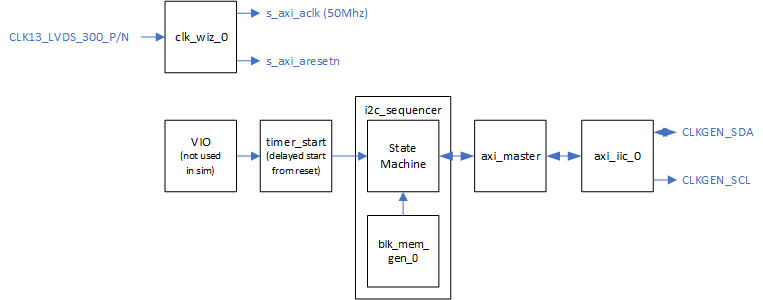 s_axi_aclk (50Mhz)
CLK13_LVDS_300_P/N
clk_wiz_0
s_axi_aresetn
i2c_sequencer
VIO
(not used
in sim)
timer_start
(delayed start
from reset)
State
Machine
axi_master
axi_iic_0
CLKGEN_SDA
CLKGEN_SCL
blk_mem_
gen_0